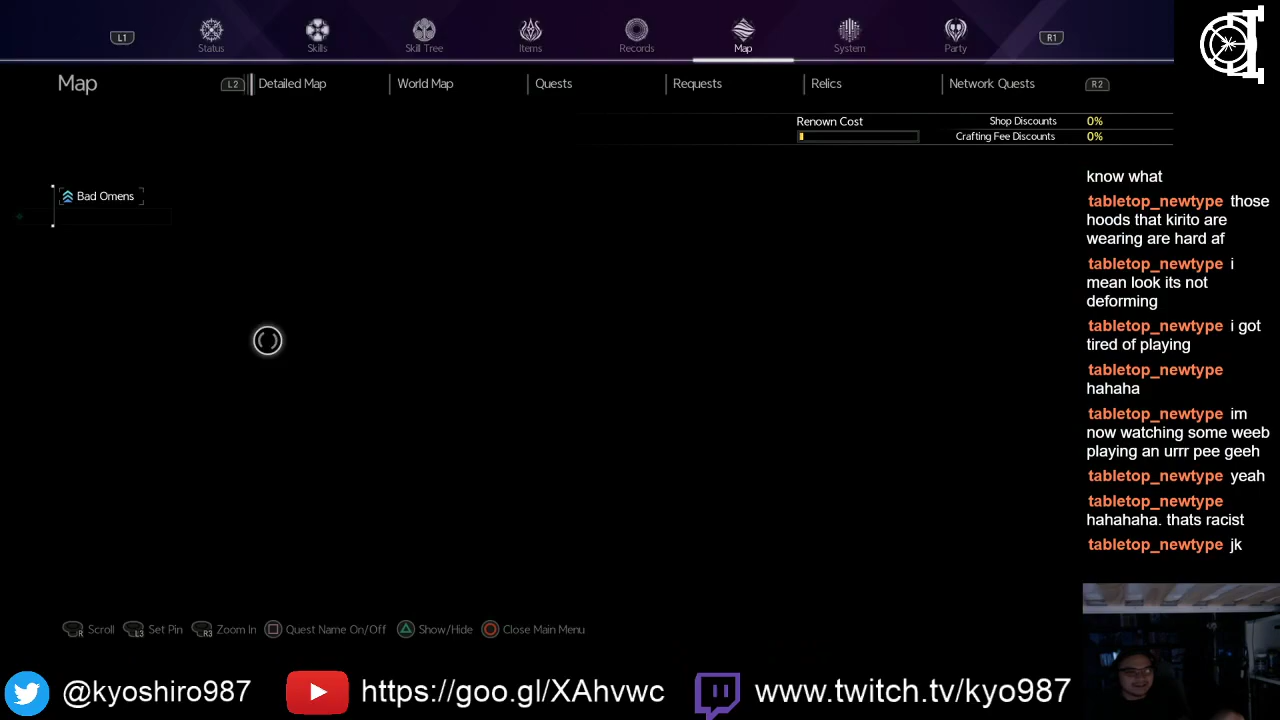 L1
Status
Skills
Skill Tree
Items
Records
Map
System
Party
R1
Map
L2
Detailed Map
World Map
Quests
Requests
Relics
Network Quests
R2
Renown Cost
Shop Discounts 0%
Crafting Fee Discounts 0%
Bad Omens
know what
tabletop_newtype those
hoods that kirito are
wearing are hard af
tabletop_newtype i
mean look its not
deforming
tabletop_newtype i got
tired of playing
tabletop_newtype
hahaha
tabletop_newtype im
now watching some weeb
playing an urrr pee geeh
tabletop_newtype yeah
tabletop_newtype
hahahaha. thats racist
tabletop_newtype jk
R Scroll L3 Set Pin R3 Zoom In Quest Name On/Off Show/Hide Close Main Menu
@kyoshiro987 https://goo.gl/XAhvwc www.twitch.tv/kyo987